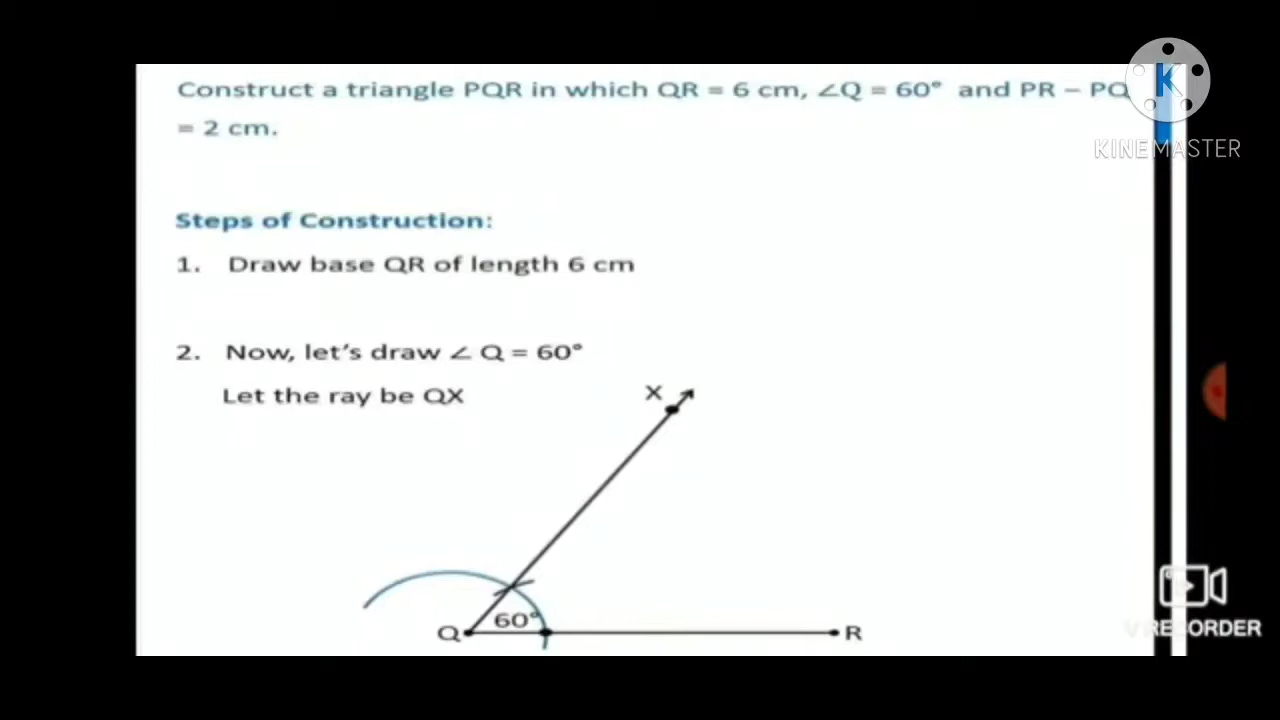 Construct a triangle PQR in which QR = 6 cm, ∠Q = 60° and PR – PQ
= 2 cm.
K
KINEMASTER
Steps of Construction:
1. Draw base QR of length 6 cm
2. Now, let's draw ∠ Q = 60°
Let the ray be QX
X
60°
Q
R
V RECORDER